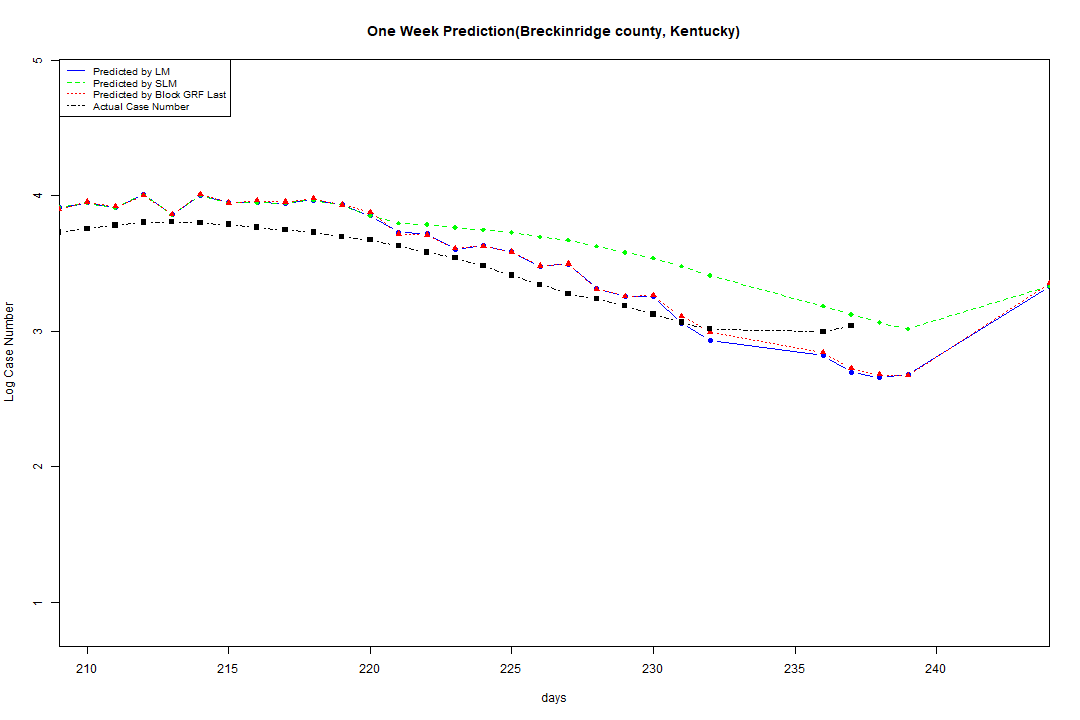 One Week Prediction(Breckinridge county, Kentucky)
Predicted by LM
Predicted by SLM
Predicted by Block GRF Last
Actual Case Number
5
4
3
2
1
Log Case Number
210 215 220 225 230 235 240
days